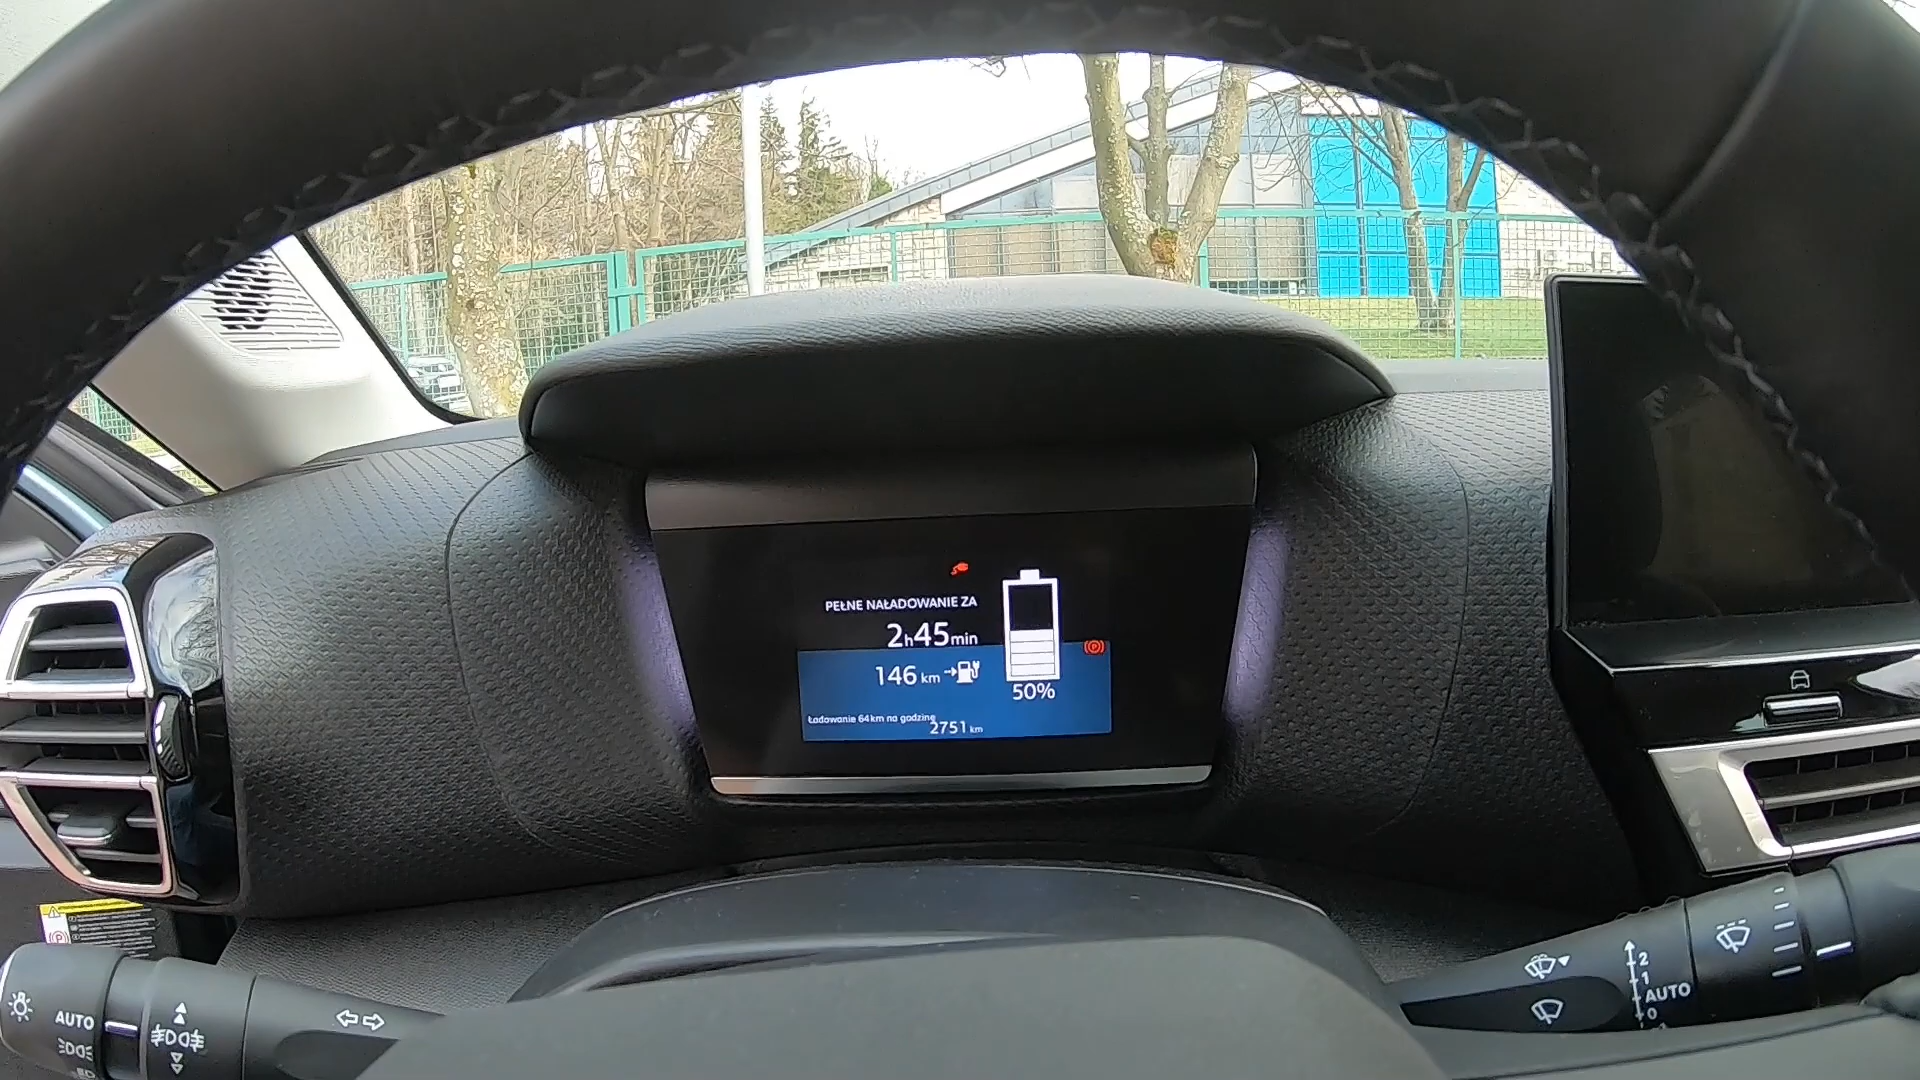 PEŁNE NAŁADOWANIE ZA
2h45min
146 km
50%
Ładowanie 64km na godzinę
2751 km
AUTO
2
1
AUTO
0